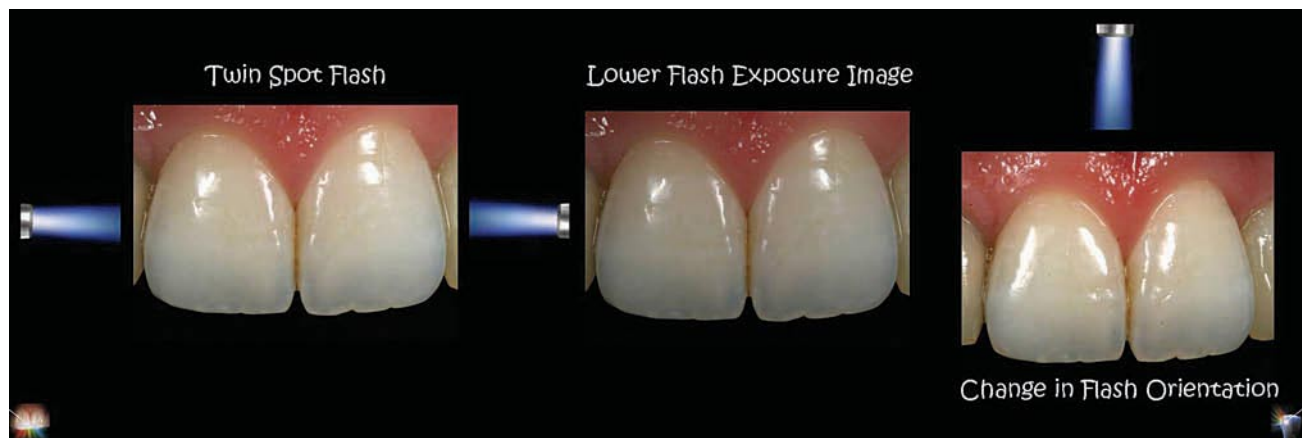 Twin Spot Flash
Lower Flash Exposure Image
Change in Flash Orientation